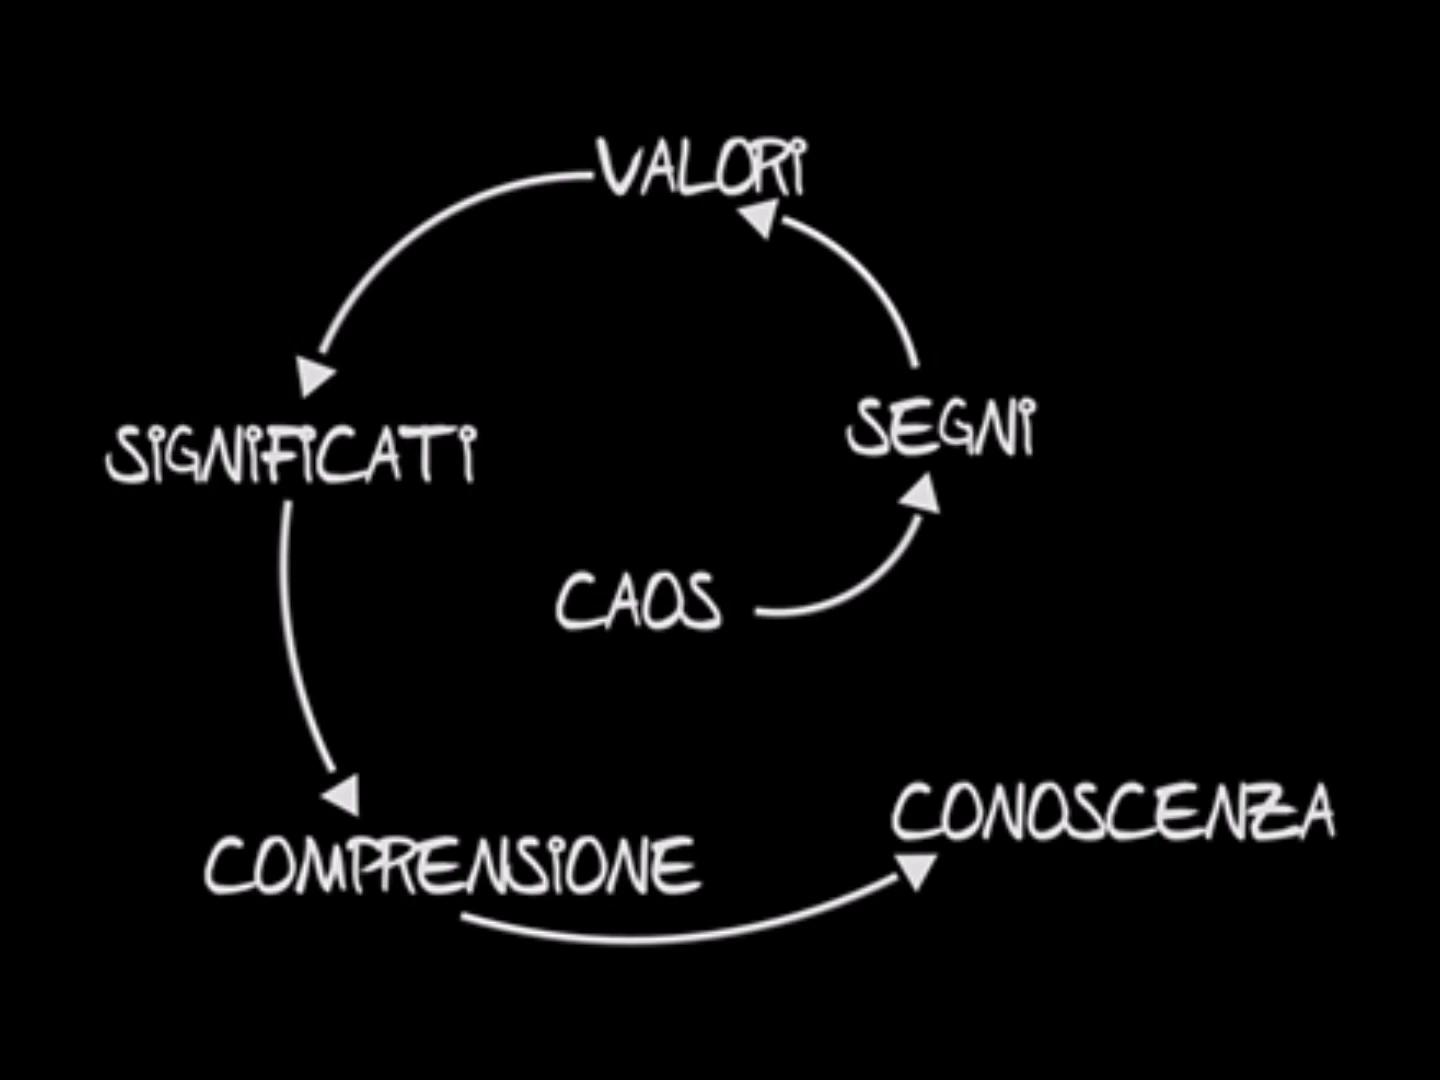 VALORI
SEGNI
SIGNIFICATI
CAOS
CONOSCENZA
COMPRENSIONE